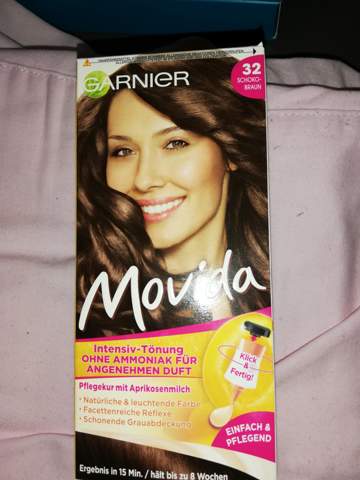 GARNIER
32
SCHOKO-
BRAUN
Movida
Intensiv-Tönung
OHNE AMMONIAK FÜR
ANGENEHMEN DUFT
Klick
&
Fertig!
Pflegekur mit Aprikosenmilch
• Natürliche & leuchtende Farbe
• Facettenreiche Reflexe
• Schonende Grauabdeckung
EINFACH &
PFLEGEND
Ergebnis in 15 Min. / hält bis zu 8 Wochen